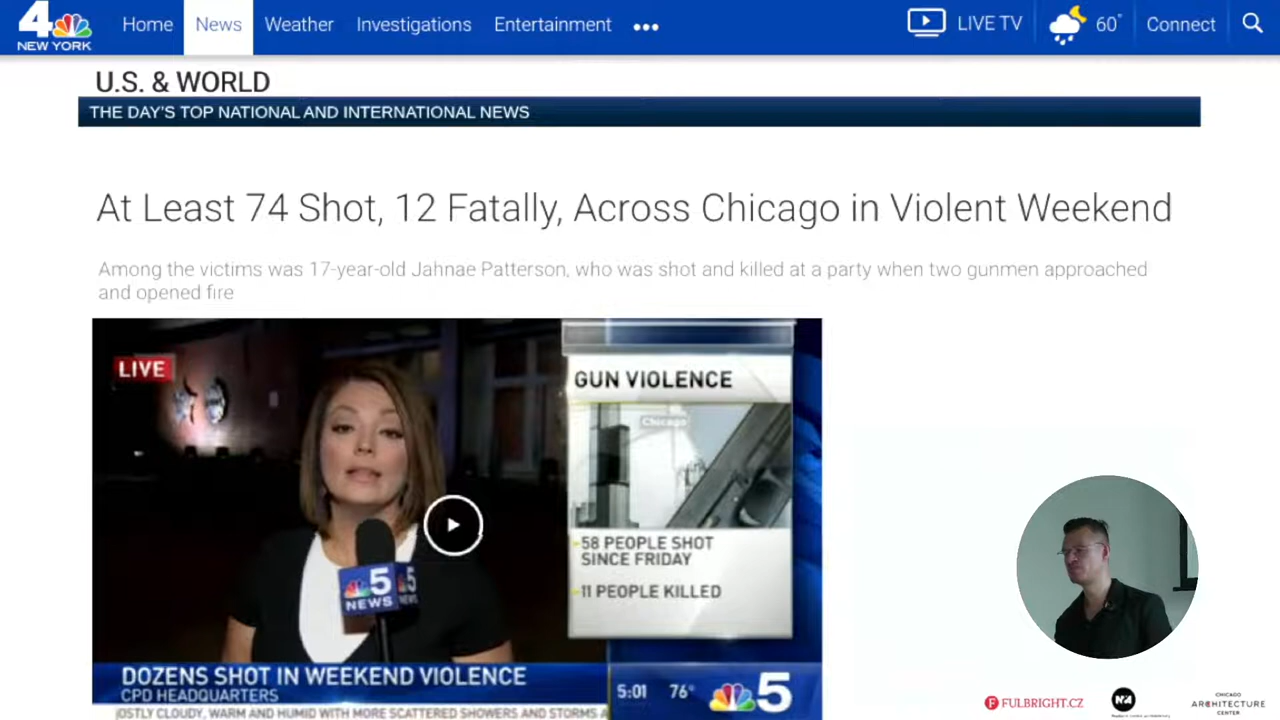 4
NEW YORK
Home
News
Weather
Investigations
Entertainment
LIVE TV
60°
Connect
U.S. & WORLD
THE DAY'S TOP NATIONAL AND INTERNATIONAL NEWS
At Least 74 Shot, 12 Fatally, Across Chicago in Violent Weekend
Among the victims was 17-year-old Jahnae Patterson, who was shot and killed at a party when two gunmen approached
and opened fire
LIVE
GUN VIOLENCE
Chicago
58 PEOPLE SHOT
SINCE FRIDAY
11 PEOPLE KILLED
5
NEWS
5
NEWS
DOZENS SHOT IN WEEKEND VIOLENCE
CPD HEADQUARTERS
5:01 76° 5
OSTLY CLOUDY, WARM AND HUMID WITH MORE SCATTERED SHOWERS AND STORMS A
FULBRIGHT.CZ
CHICAGO
ARCHITECTURE
CENTER